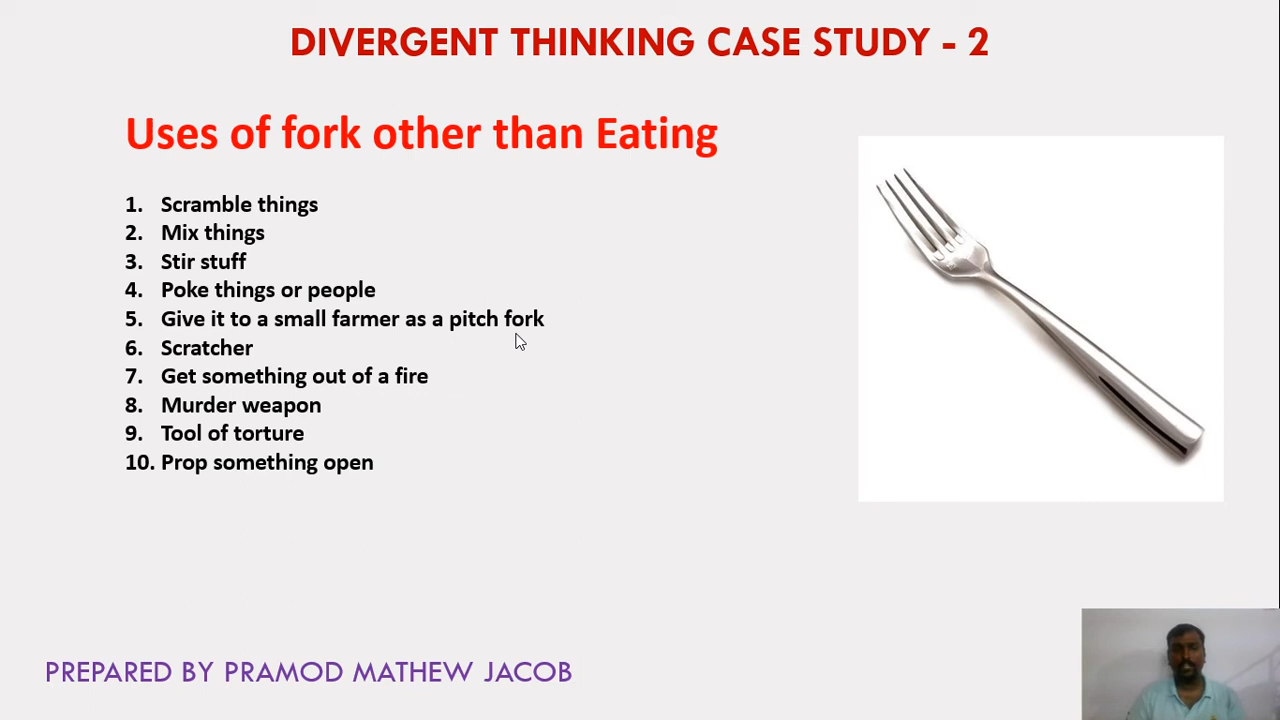 DIVERGENT THINKING CASE STUDY - 2
Uses of fork other than Eating
1. Scramble things
2. Mix things
3. Stir stuff
4. Poke things or people
5. Give it to a small farmer as a pitch fork
6. Scratcher
7. Get something out of a fire
8. Murder weapon
9. Tool of torture
10. Prop something open
PREPARED BY PRAMOD MATHEW JACOB